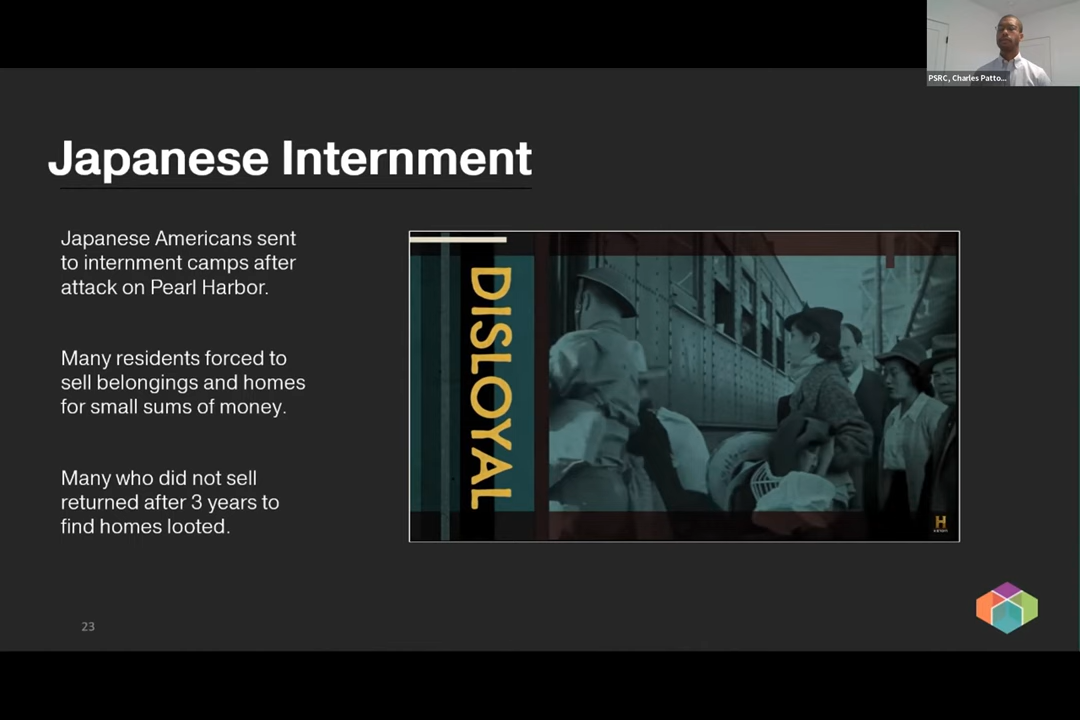 PSRC, Charles Patto...
Japanese Internment
Japanese Americans sent
to internment camps after
attack on Pearl Harbor.
Many residents forced to
sell belongings and homes
for small sums of money.
Many who did not sell
returned after 3 years to
find homes looted.
DISLOYAL
H
HISTORY
23